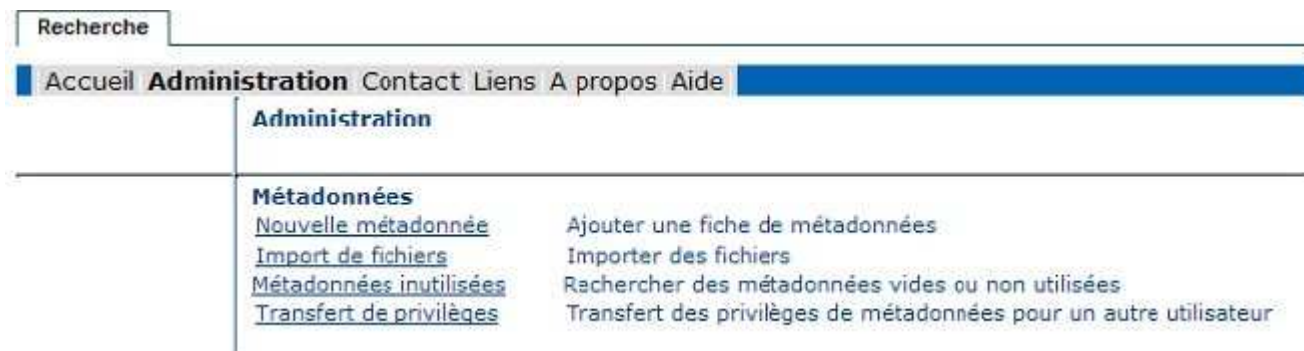 Recherche
Accueil Administration Contact Liens A propos Aide
Administration
Métadonnées
Nouvelle métadonnée Ajouter une fiche de métadonnées
Import de fichiers Importer des fichiers
Métadonnées inutilisées Rechercher des métadonnées vides ou non utilisées
Transfert de privilèges Transfert des privilèges de métadonnées pour un autre utilisateur